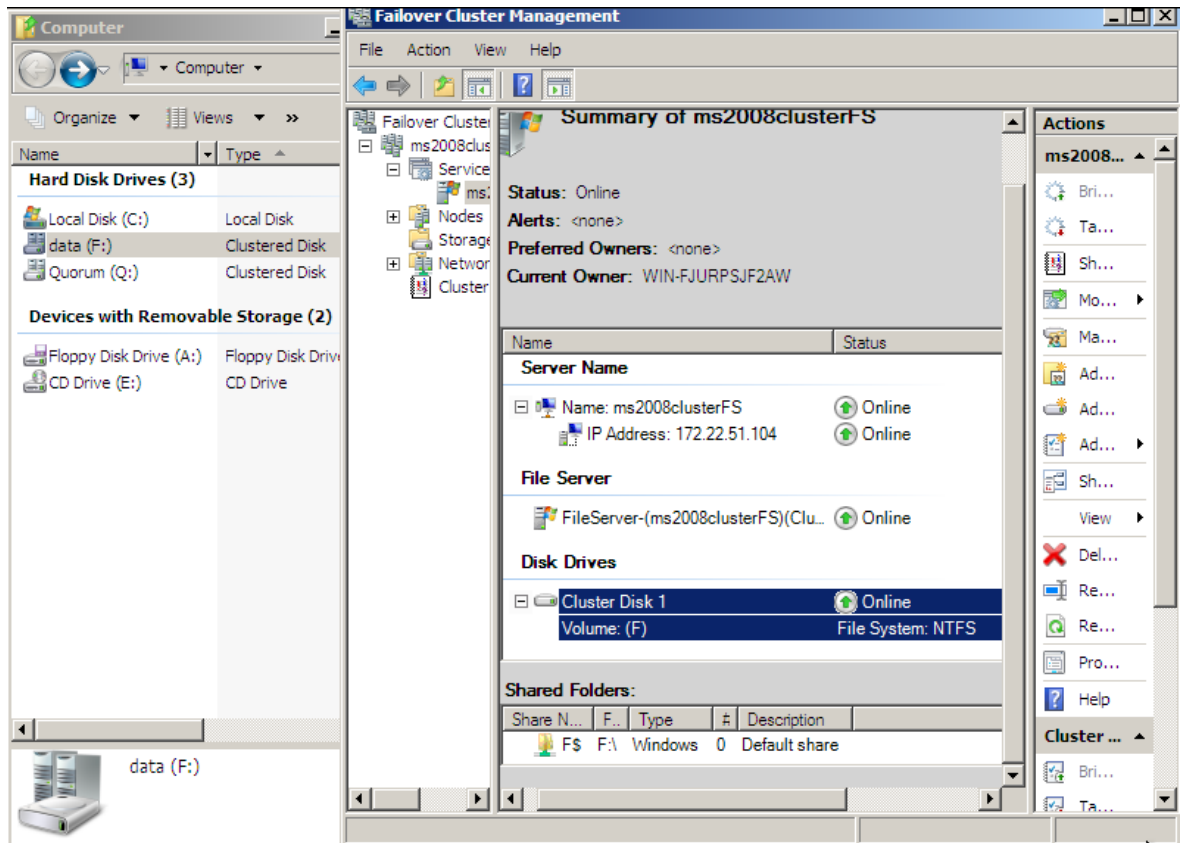 Computer
Computer
Organize Views »
Name Type
Hard Disk Drives (3)
Local Disk (C:) Local Disk
data (F:) Clustered Disk
Quorum (Q:) Clustered Disk
Devices with Removable Storage (2)
Floppy Disk Drive (A:) Floppy Disk Driv
CD Drive (E:) CD Drive
data (F:)
Failover Cluster Management
File Action View Help
Failover Cluster
ms2008clus
Service
ms
Nodes
Storage
Networ
Cluster
Summary of ms2008clusterFS
Status: Online
Alerts: <none>
Preferred Owners: <none>
Current Owner: WIN-FJURPSJF2AW
Name Status
Server Name
Name: ms2008clusterFS Online
IP Address: 172.22.51.104 Online
File Server
FileServer-(ms2008clusterFS)(Clu... Online
Disk Drives
Cluster Disk 1 Online
Volume: (F) File System: NTFS
Shared Folders:
Share N... F.. Type # Description
F$ F:\ Windows 0 Default share
Actions
ms2008...
Bri...
Ta...
Sh...
Mo...
Ma...
Ad...
Ad...
Ad...
Sh...
View
Del...
Re...
Re...
Pro...
Help
Cluster ...
Bri...
Ta...